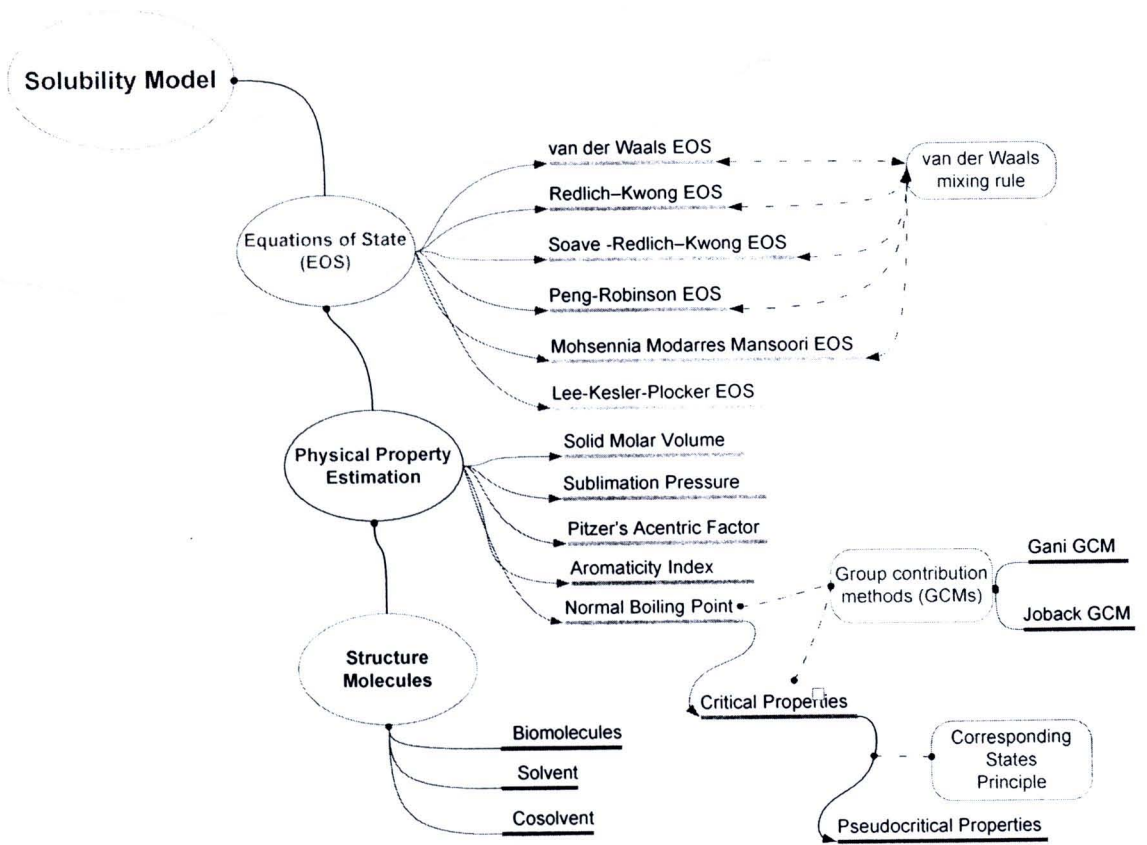 Solubility Model
Equations of State
(EOS)
van der Waals EOS
Redlich–Kwong EOS
Soave -Redlich–Kwong EOS
Peng-Robinson EOS
Mohsennia Modarres Mansoori EOS
Lee-Kesler-Plocker EOS
van der Waals
mixing rule
Physical Property
Estimation
Solid Molar Volume
Sublimation Pressure
Pitzer's Acentric Factor
Aromaticity Index
Normal Boiling Point
Group contribution
methods (GCMs)
Gani GCM
Joback GCM
Critical Properties
Corresponding
States
Principle
Pseudocritical Properties
Structure
Molecules
Biomolecules
Solvent
Cosolvent